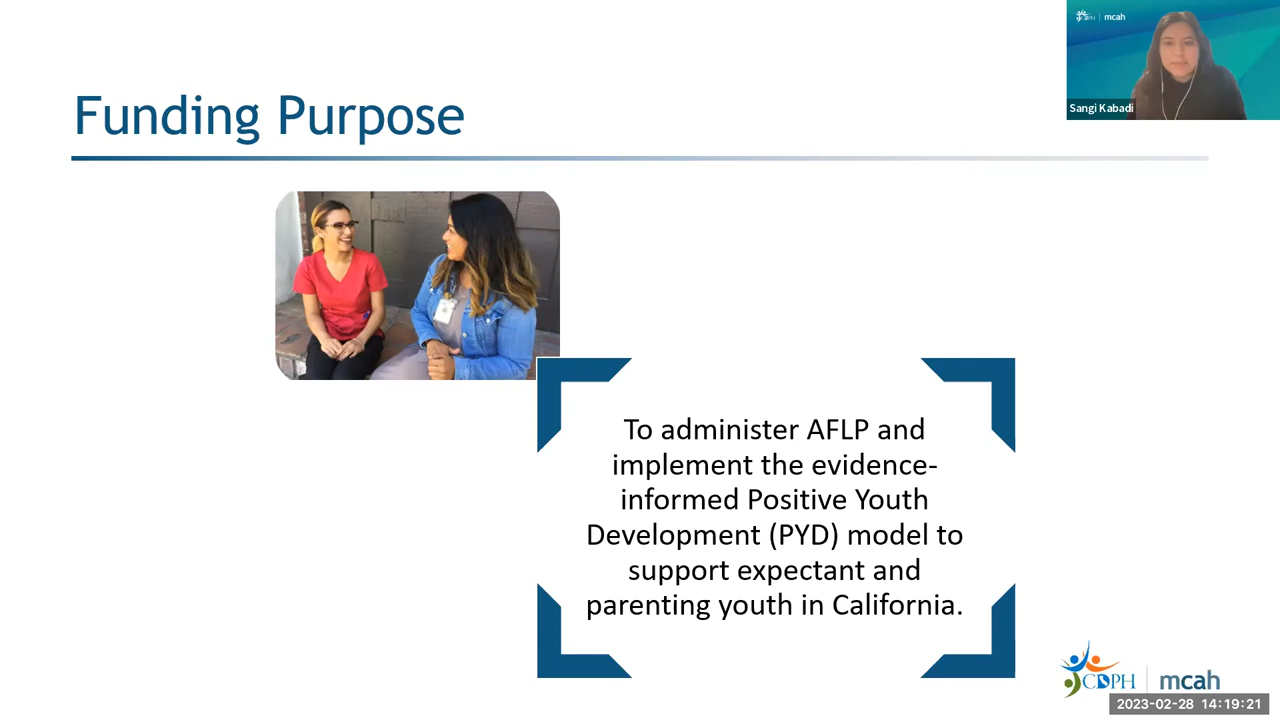 CDPH | mcah
Sangi Kabadi
Funding Purpose
To administer AFLP and
implement the evidence-
informed Positive Youth
Development (PYD) model to
support expectant and
parenting youth in California.
CDPH | mcah
2023-02-28 14:19:21